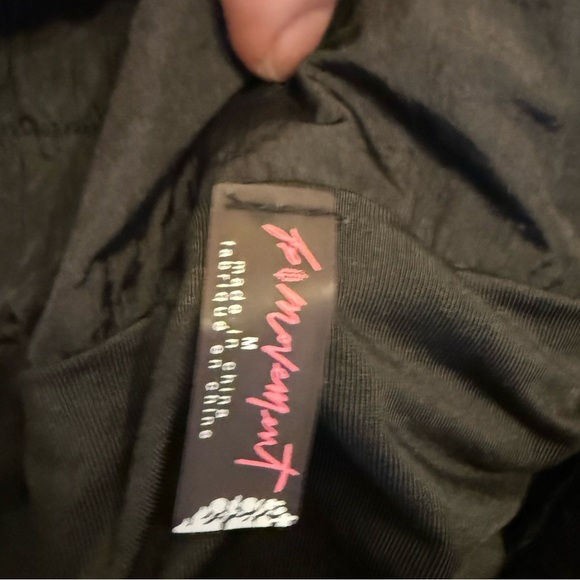 fp movement
M
made in china
fabriqué en chine